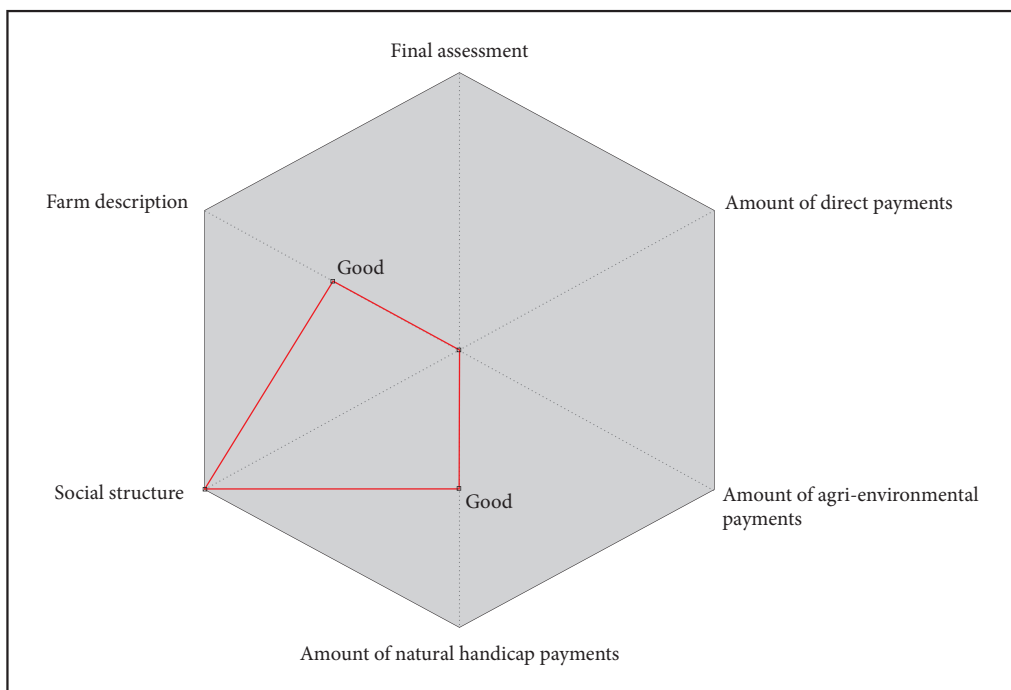 Final assessment
Farm description
Amount of direct payments
Good
Social structure
Good
Amount of agri-environmental
payments
Amount of natural handicap payments